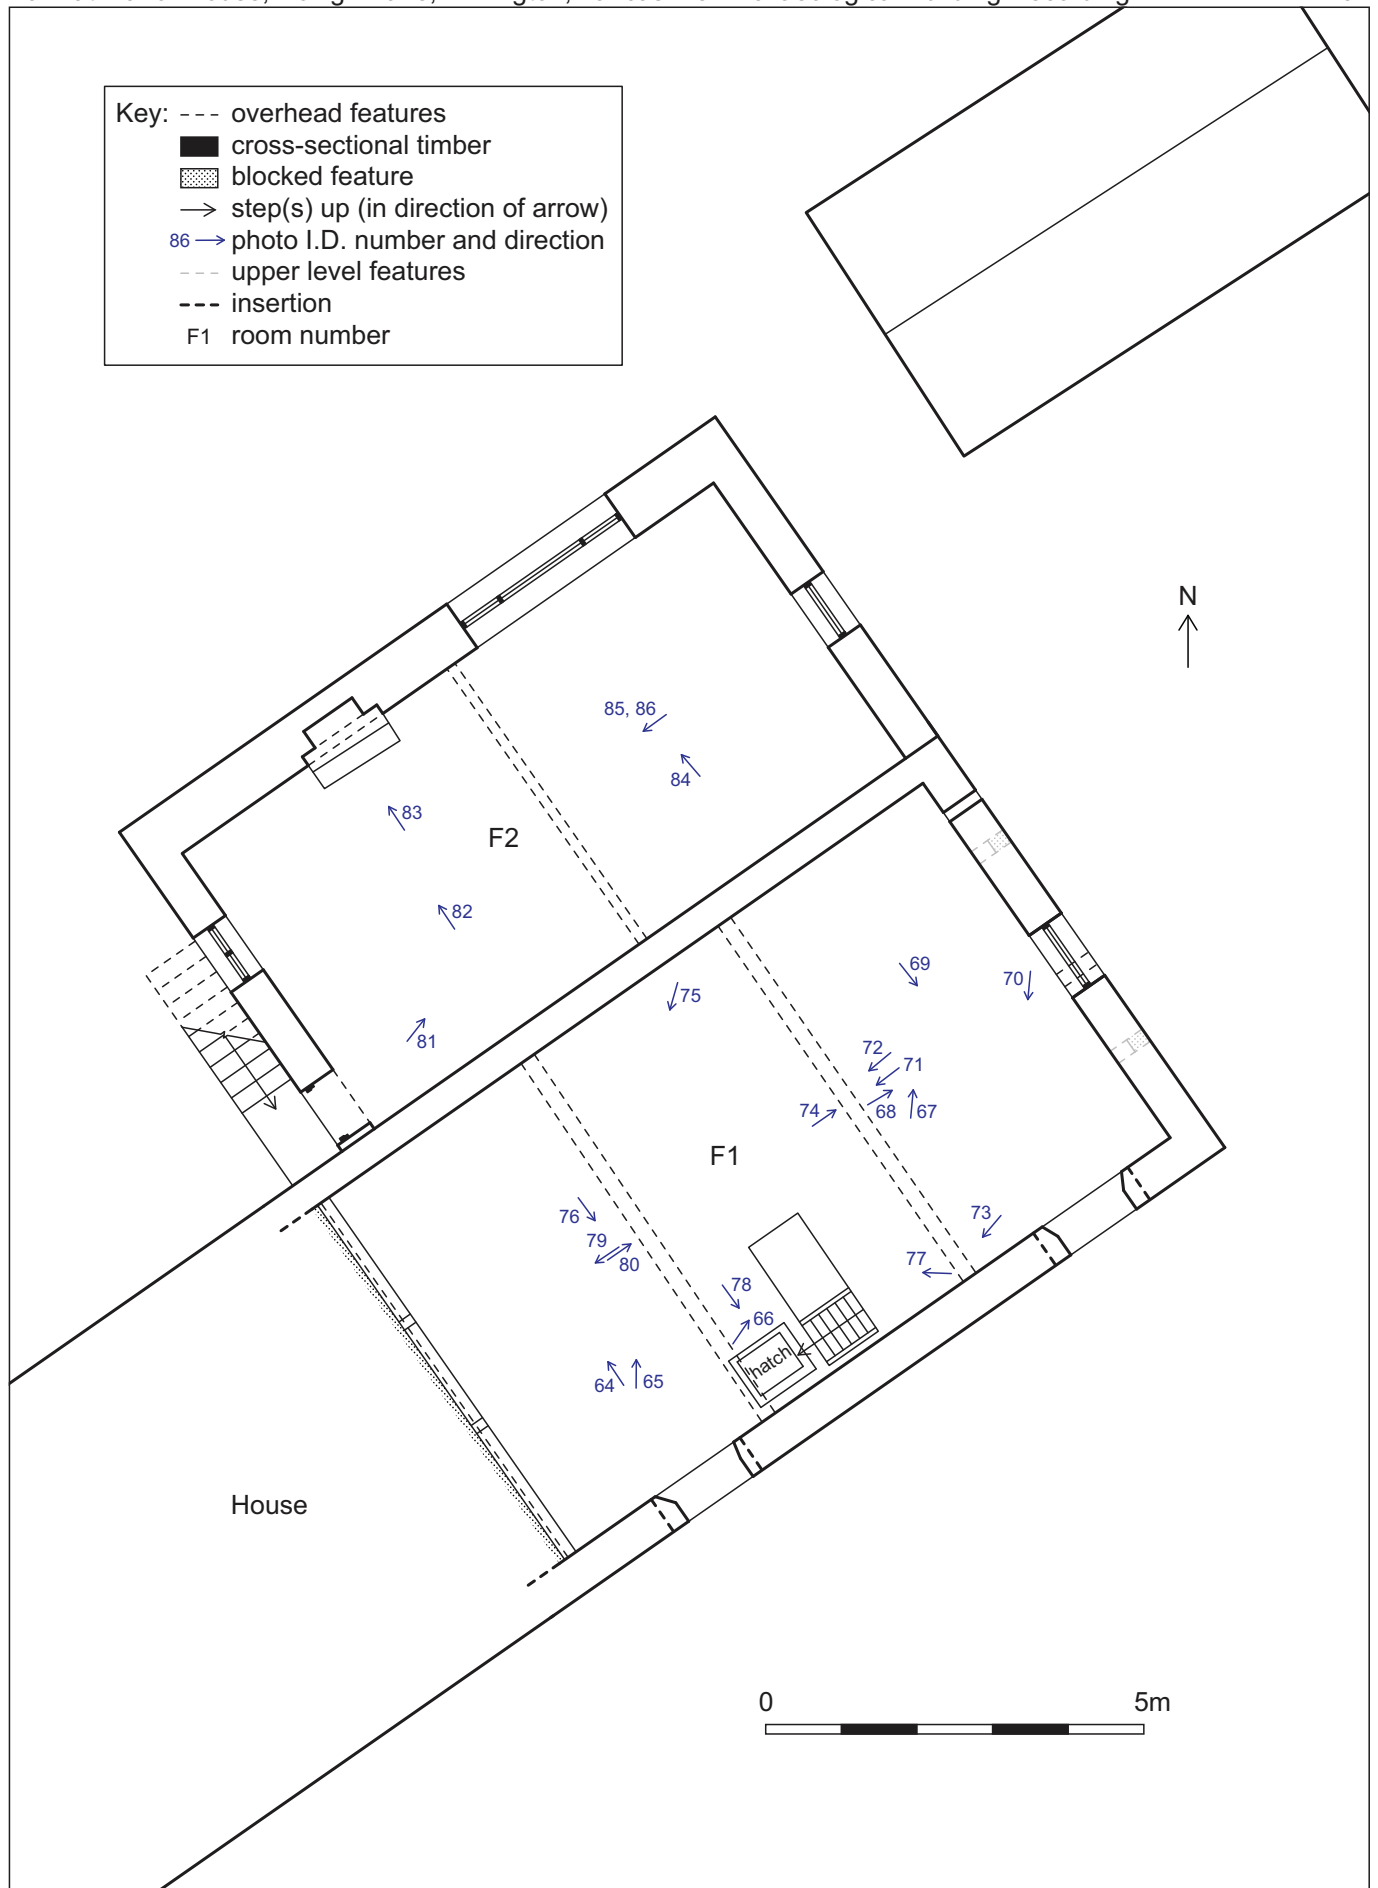 Key: overhead features
cross-sectional timber
blocked feature
step(s) up (in direction of arrow)
86 photo I.D. number and direction
upper level features
insertion
F1 room number
N
85, 86
84
83
F2
82
69
70
75
81
72
71
74
68
67
F1
76
73
79
80
77
78
66
hatch
64
65
House
0
5m